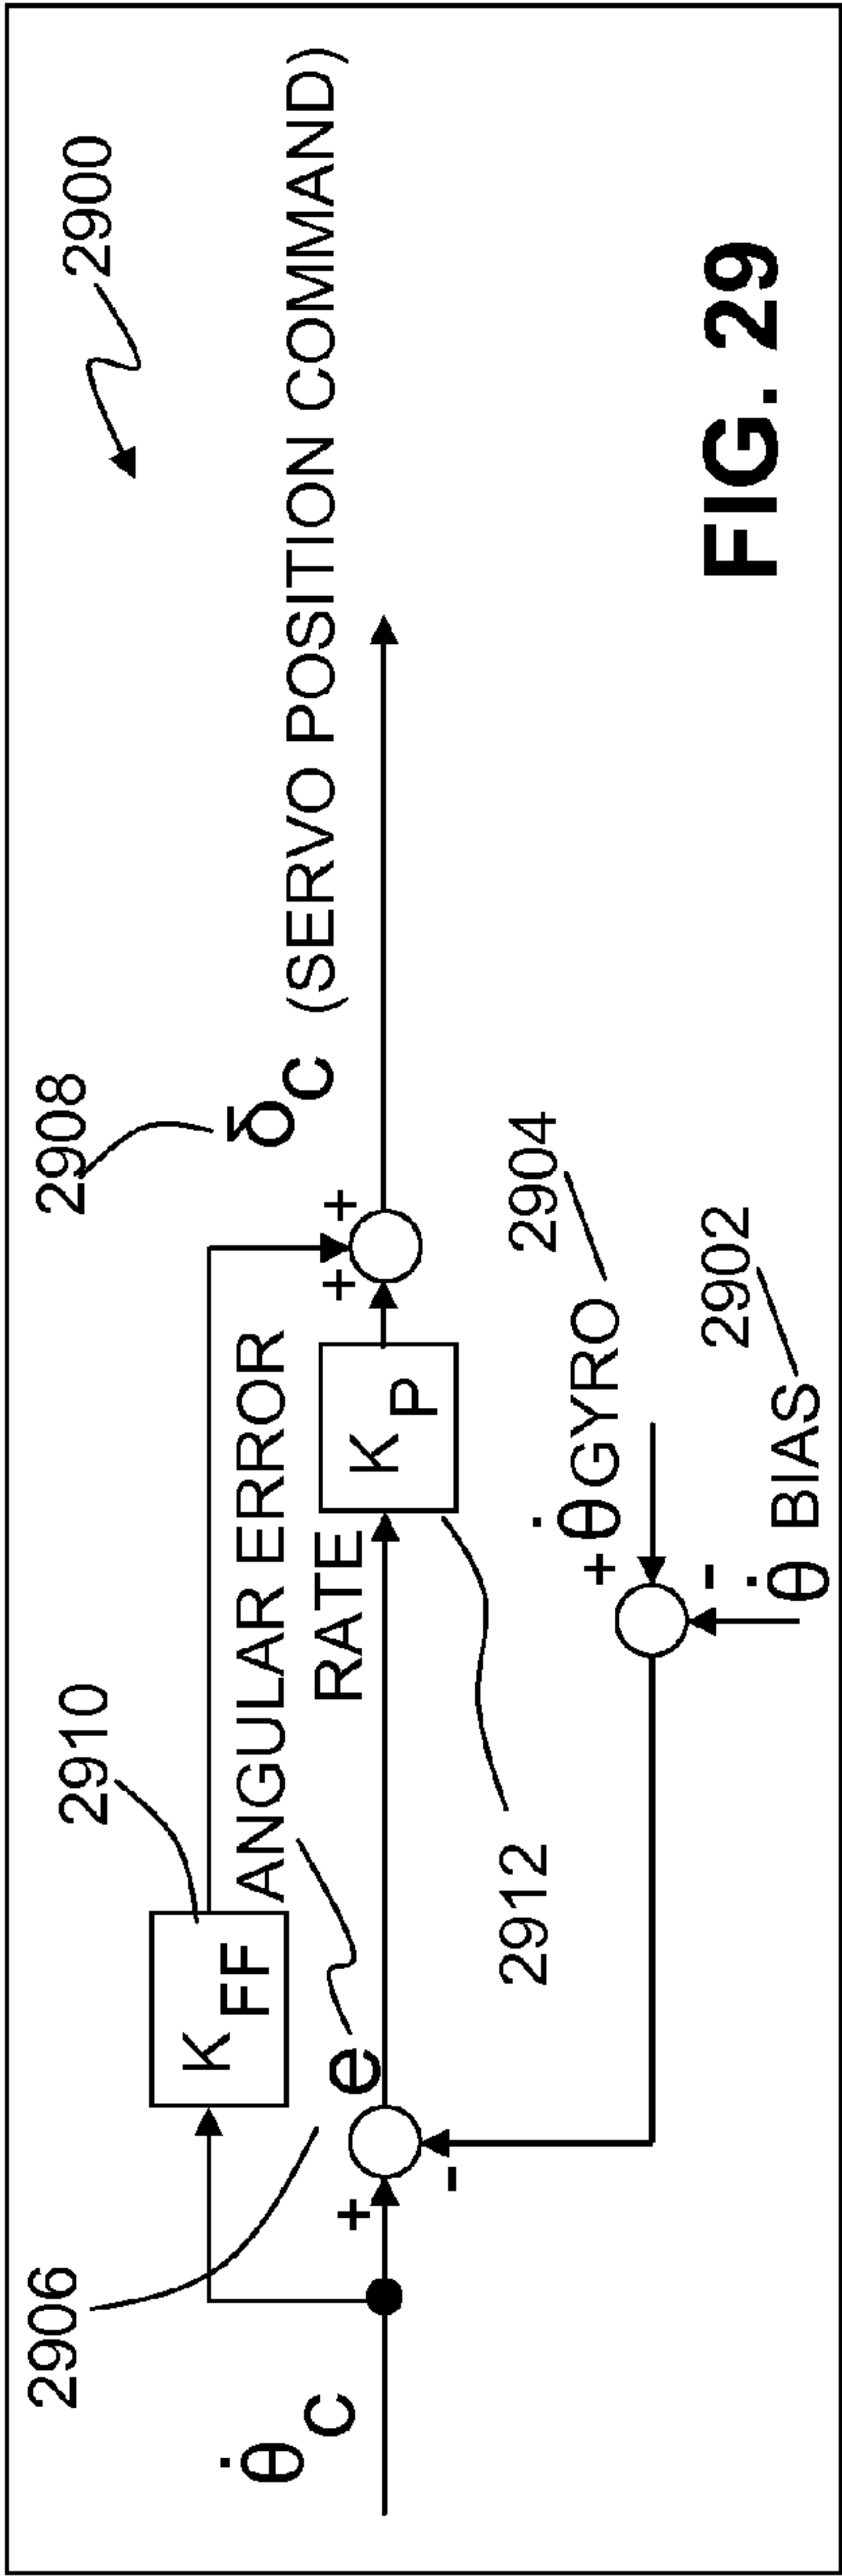 2900
2908
δC (SERVO POSITION COMMAND)
2910
ANGULAR ERROR
RATE
KFF
KP
+
+
2906
e
θ̇C
+
-
2912
2904
θ̇ GYRO
+
-
2902
θ̇ BIAS
FIG. 29